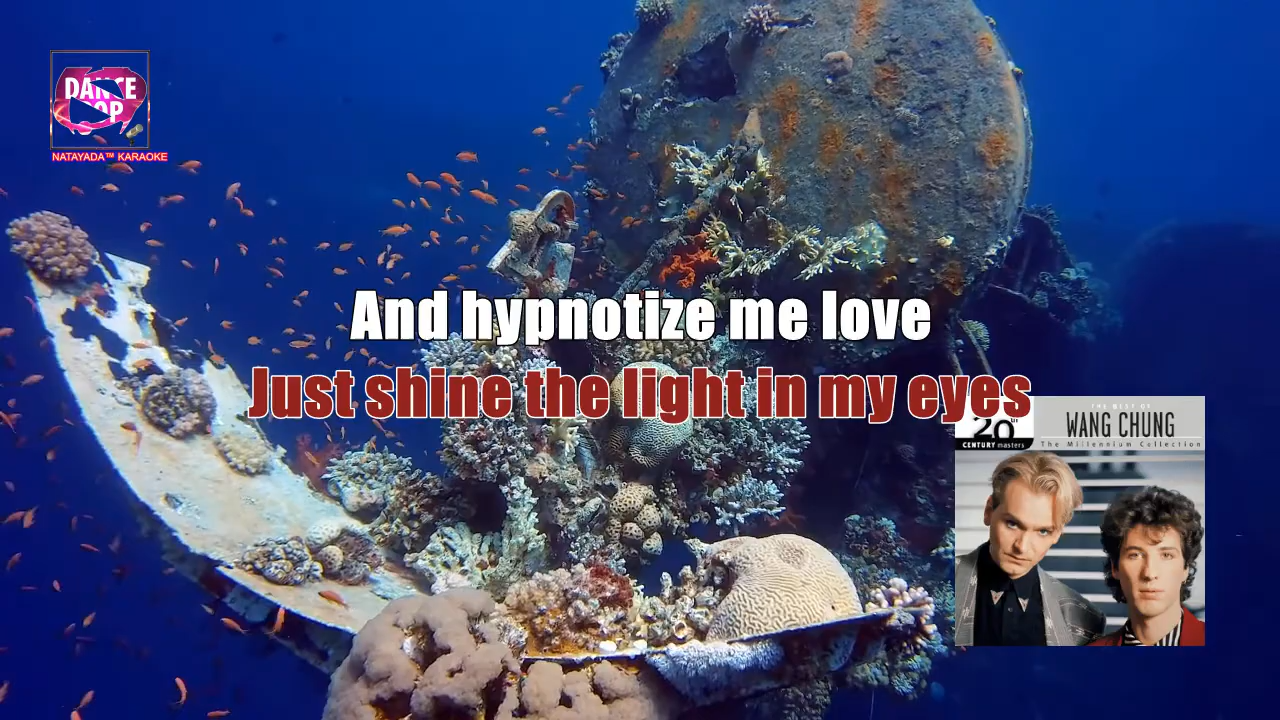 DANCE
POP
NATAYADA™ KARAOKE
And hypnotize me love
Just shine the light in my eyes
THE BEST OF
WANG CHUNG
20TH
CENTURY masters
The Millennium Collection